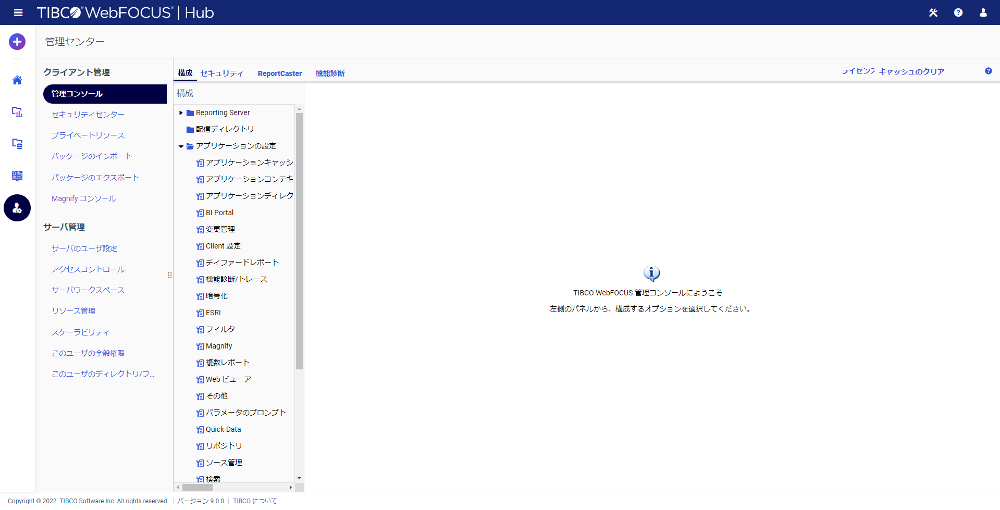 TIBCO® WebFOCUS® | Hub
管理センター
クライアント管理
管理コンソール
セキュリティセンター
プライベートリソース
パッケージのインポート
パッケージのエクスポート
Magnify コンソール
サーバ管理
サーバのユーザ設定
アクセスコントロール
サーバワークスペース
リソース管理
スケーラビリティ
このユーザの全般権限
このユーザのディレクトリ/フ...
構成 セキュリティ ReportCaster 機能診断
ライセンス キャッシュのクリア
構成
Reporting Server
配信ディレクトリ
アプリケーションの設定
アプリケーションキャッシ
アプリケーションコンテキ
アプリケーションディレク
BI Portal
変更管理
Client 設定
ディファードレポート
機能診断/トレース
暗号化
ESRI
フィルタ
Magnify
複数レポート
Web ビューア
その他
パラメータのプロンプト
Quick Data
リポジトリ
ソース管理
検索
TIBCO WebFOCUS 管理コンソールにようこそ
左側のパネルから、構成するオプションを選択してください。
Copyright © 2022. TIBCO Software Inc. All rights reserved. | バージョン 9.0.0 | TIBCO について